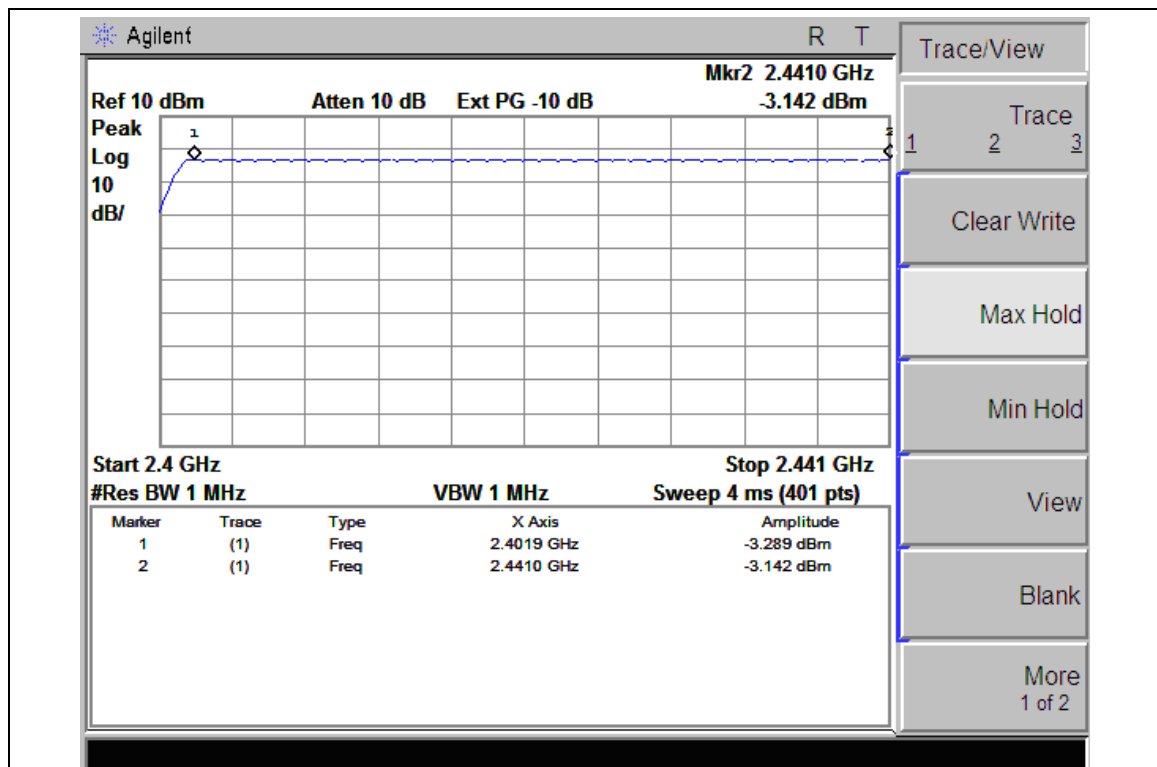 Agilent R T
Trace/View
Mkr2 2.4410 GHz
Ref 10 dBm Atten 10 dB Ext PG -10 dB -3.142 dBm
Peak
Log
10
dB/
1
2
Start 2.4 GHz Stop 2.441 GHz
#Res BW 1 MHz VBW 1 MHz Sweep 4 ms (401 pts)
Marker Trace Type X Axis Amplitude
1 (1) Freq 2.4019 GHz -3.289 dBm
2 (1) Freq 2.4410 GHz -3.142 dBm
Trace
1 2 3
Clear Write
Max Hold
Min Hold
View
Blank
More
1 of 2